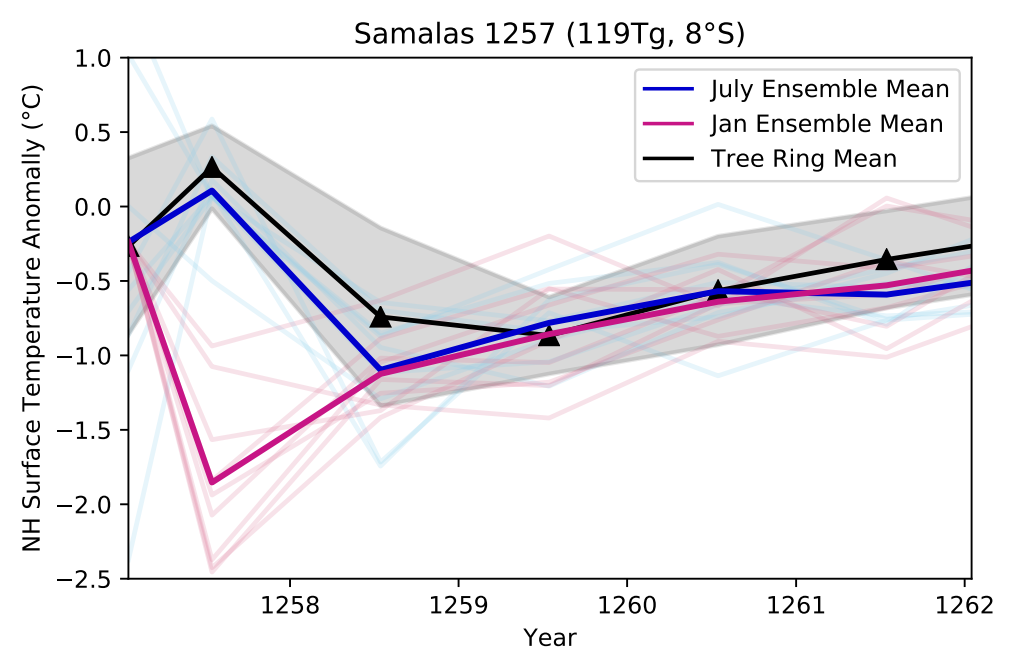 Samalas 1257 (119Tg, 8°S)
NH Surface Temperature Anomally (°C)
1.0
0.5
0.0
−0.5
−1.0
−1.5
−2.0
−2.5
July Ensemble Mean
Jan Ensemble Mean
Tree Ring Mean
1258 1259 1260 1261 1262
Year